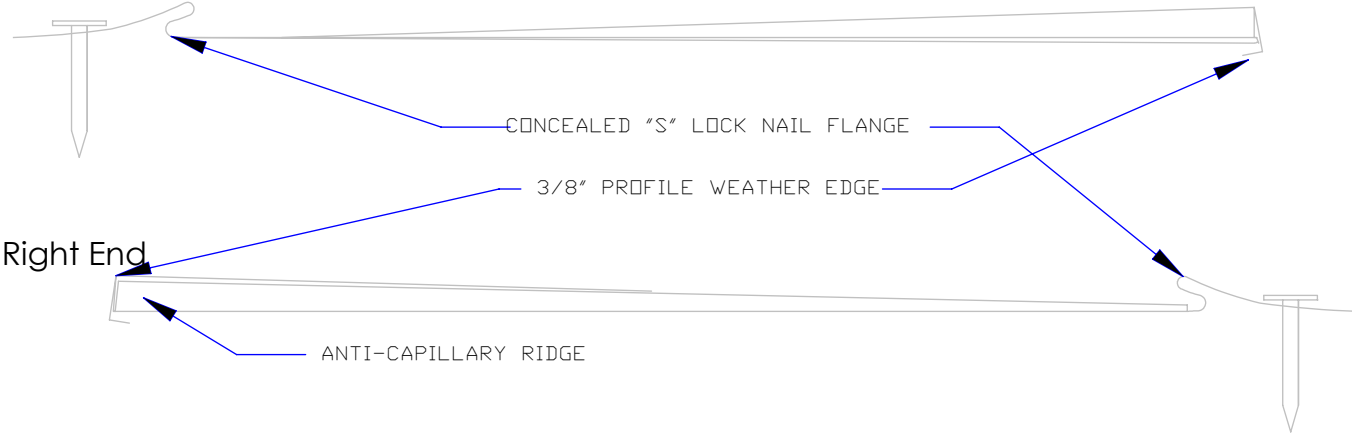 CONCEALED "S" LOCK NAIL FLANGE
3/8" PROFILE WEATHER EDGE
Right End
ANTI-CAPILLARY RIDGE